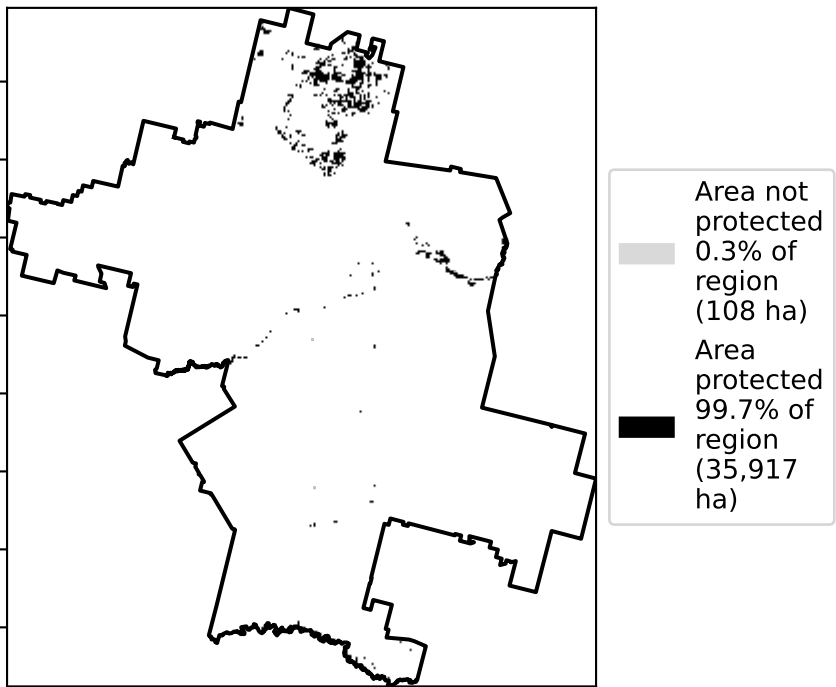 Area not
protected
0.3% of
region
(108 ha)
Area
protected
99.7% of
region
(35,917
ha)